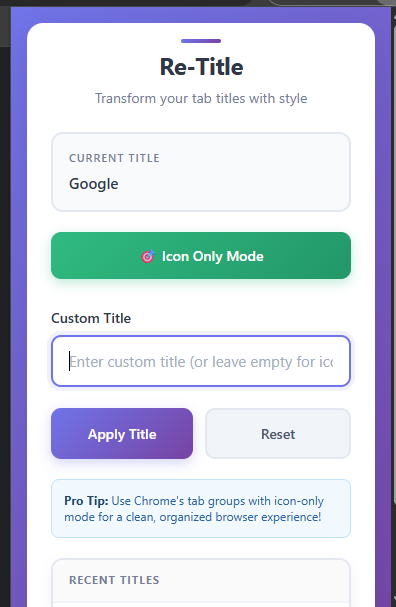 Re-Title
Transform your tab titles with style
CURRENT TITLE
Google
🎯 Icon Only Mode
Custom Title
Enter custom title (or leave empty for ico
Apply Title
Reset
Pro Tip: Use Chrome's tab groups with icon-only
mode for a clean, organized browser experience!
RECENT TITLES